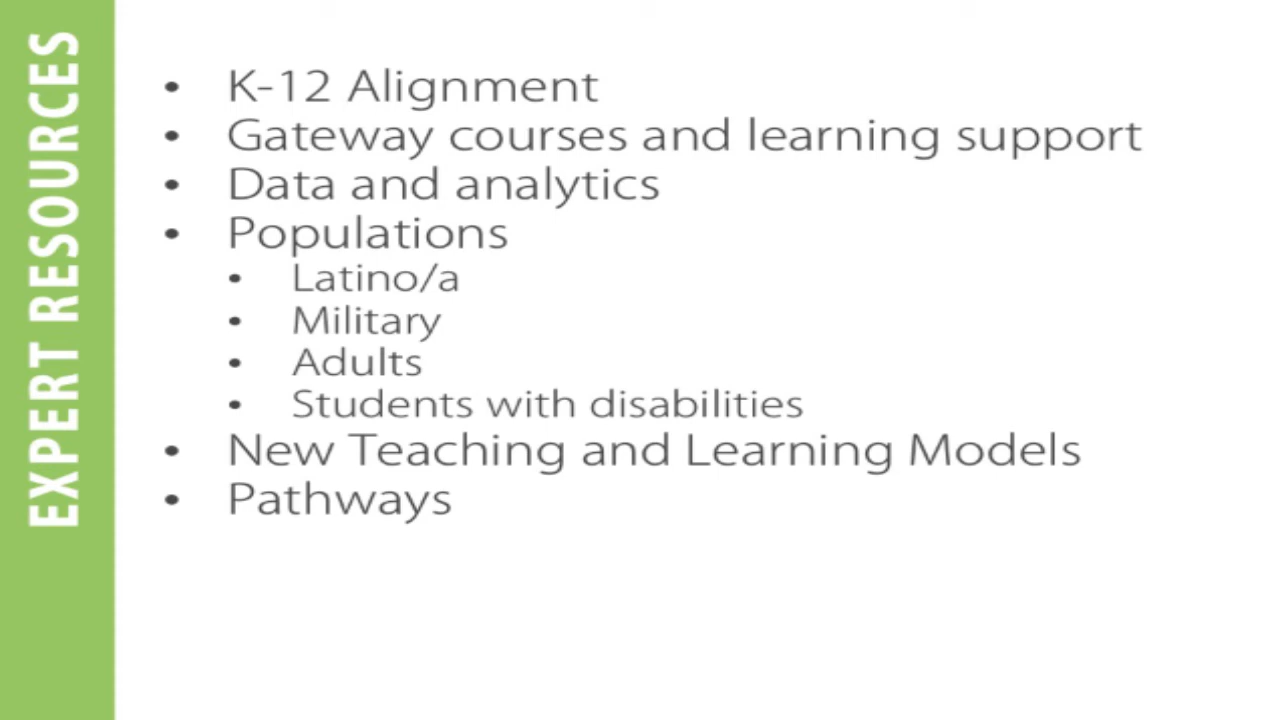 EXPERT RESOURCES
• K-12 Alignment
• Gateway courses and learning support
• Data and analytics
• Populations
• Latino/a
• Military
• Adults
• Students with disabilities
• New Teaching and Learning Models
• Pathways